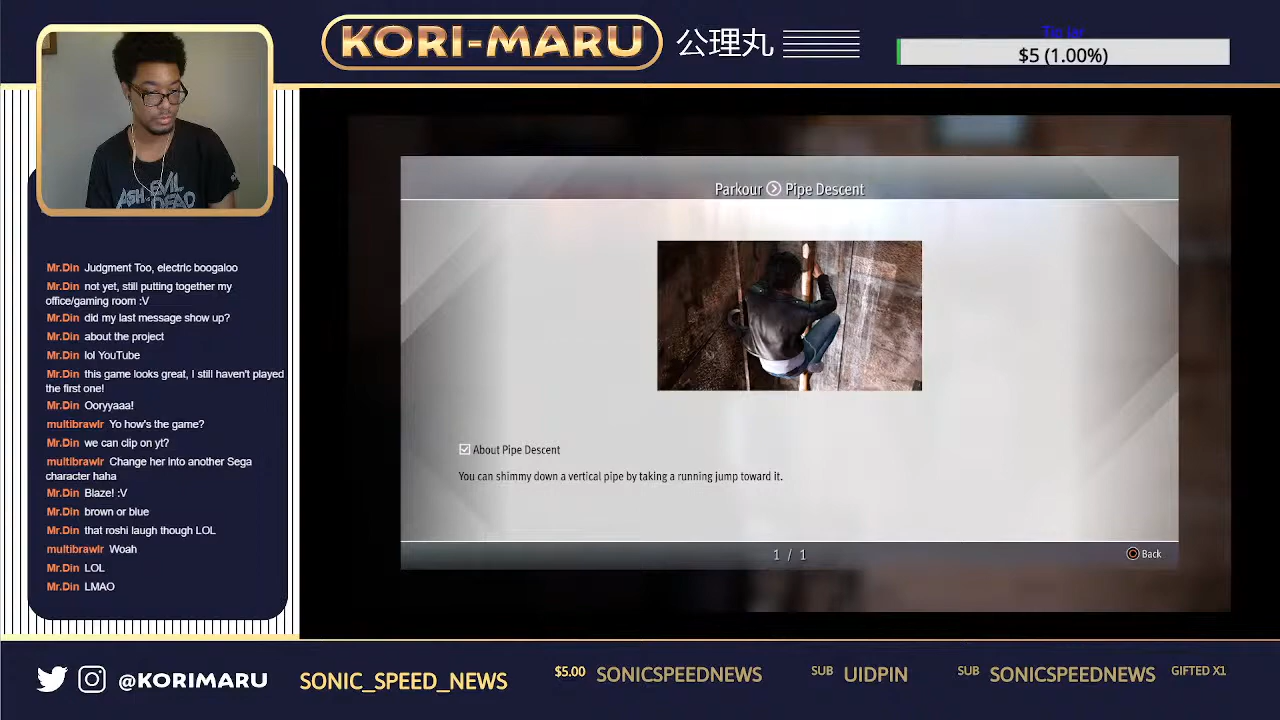 KORI-MARU 公理丸
Tip Jar
$5 (1.00%)
ASH EVIL
DEAD
Parkour Pipe Descent
About Pipe Descent
You can shimmy down a vertical pipe by taking a running jump toward it.
1 / 1
Back
Mr.Din Judgment Too, electric boogaloo
Mr.Din not yet, still putting together my
office/gaming room :V
Mr.Din did my last message show up?
Mr.Din about the project
Mr.Din lol YouTube
Mr.Din this game looks great, I still haven't played
the first one!
Mr.Din Ooryyaaa!
multibrawlr Yo how's the game?
Mr.Din we can clip on yt?
multibrawlr Change her into another Sega
character haha
Mr.Din Blaze! :V
Mr.Din brown or blue
Mr.Din that roshi laugh though LOL
multibrawlr Woah
Mr.Din LOL
Mr.Din LMAO
@KORIMARU SONIC_SPEED_NEWS $5.00 SONICSPEEDNEWS SUB UIDPIN SUB SONICSPEEDNEWS GIFTED X1